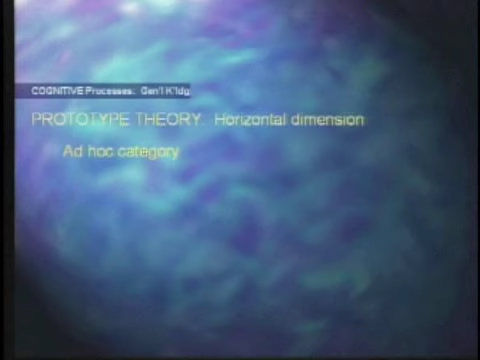 COGNITIVE Processes: Gen'l K'ldg
PROTOTYPE THEORY: Horizontal dimension
Ad hoc category